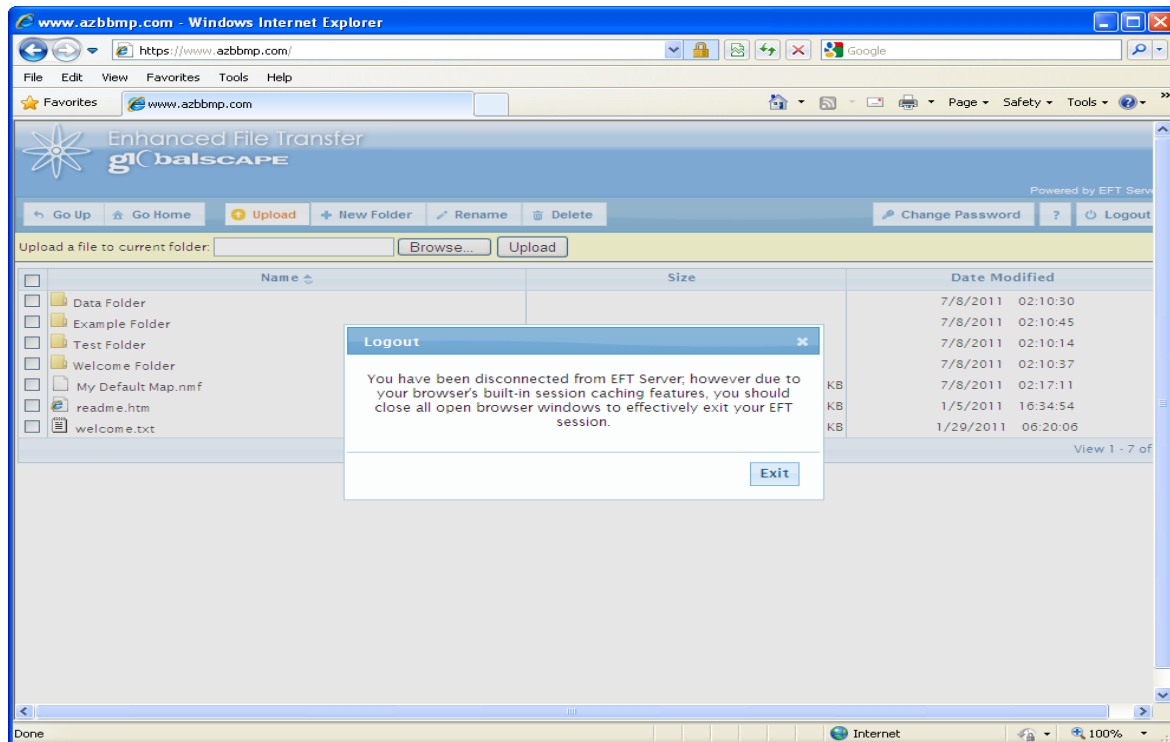 www.azbbmp.com - Windows Internet Explorer
https://www.azbbmp.com/
Google
File Edit View Favorites Tools Help
Favorites www.azbbmp.com Page Safety Tools
Enhanced File Transfer
globalSCAPE
Powered by EFT Serve
Go Up Go Home Upload New Folder Rename Delete Change Password ? Logout
Upload a file to current folder: Browse... Upload
Name Size Date Modified
Data Folder 7/8/2011 02:10:30
Example Folder 7/8/2011 02:10:45
Test Folder 7/8/2011 02:10:14
Welcome Folder 7/8/2011 02:10:37
My Default Map.nmf KB 7/8/2011 02:17:11
readme.htm KB 1/5/2011 16:34:54
welcome.txt KB 1/29/2011 06:20:06
View 1 - 7 of
Logout
You have been disconnected from EFT Server; however due to
your browser's built-in session caching features, you should
close all open browser windows to effectively exit your EFT
session.
Exit
Done Internet 100%